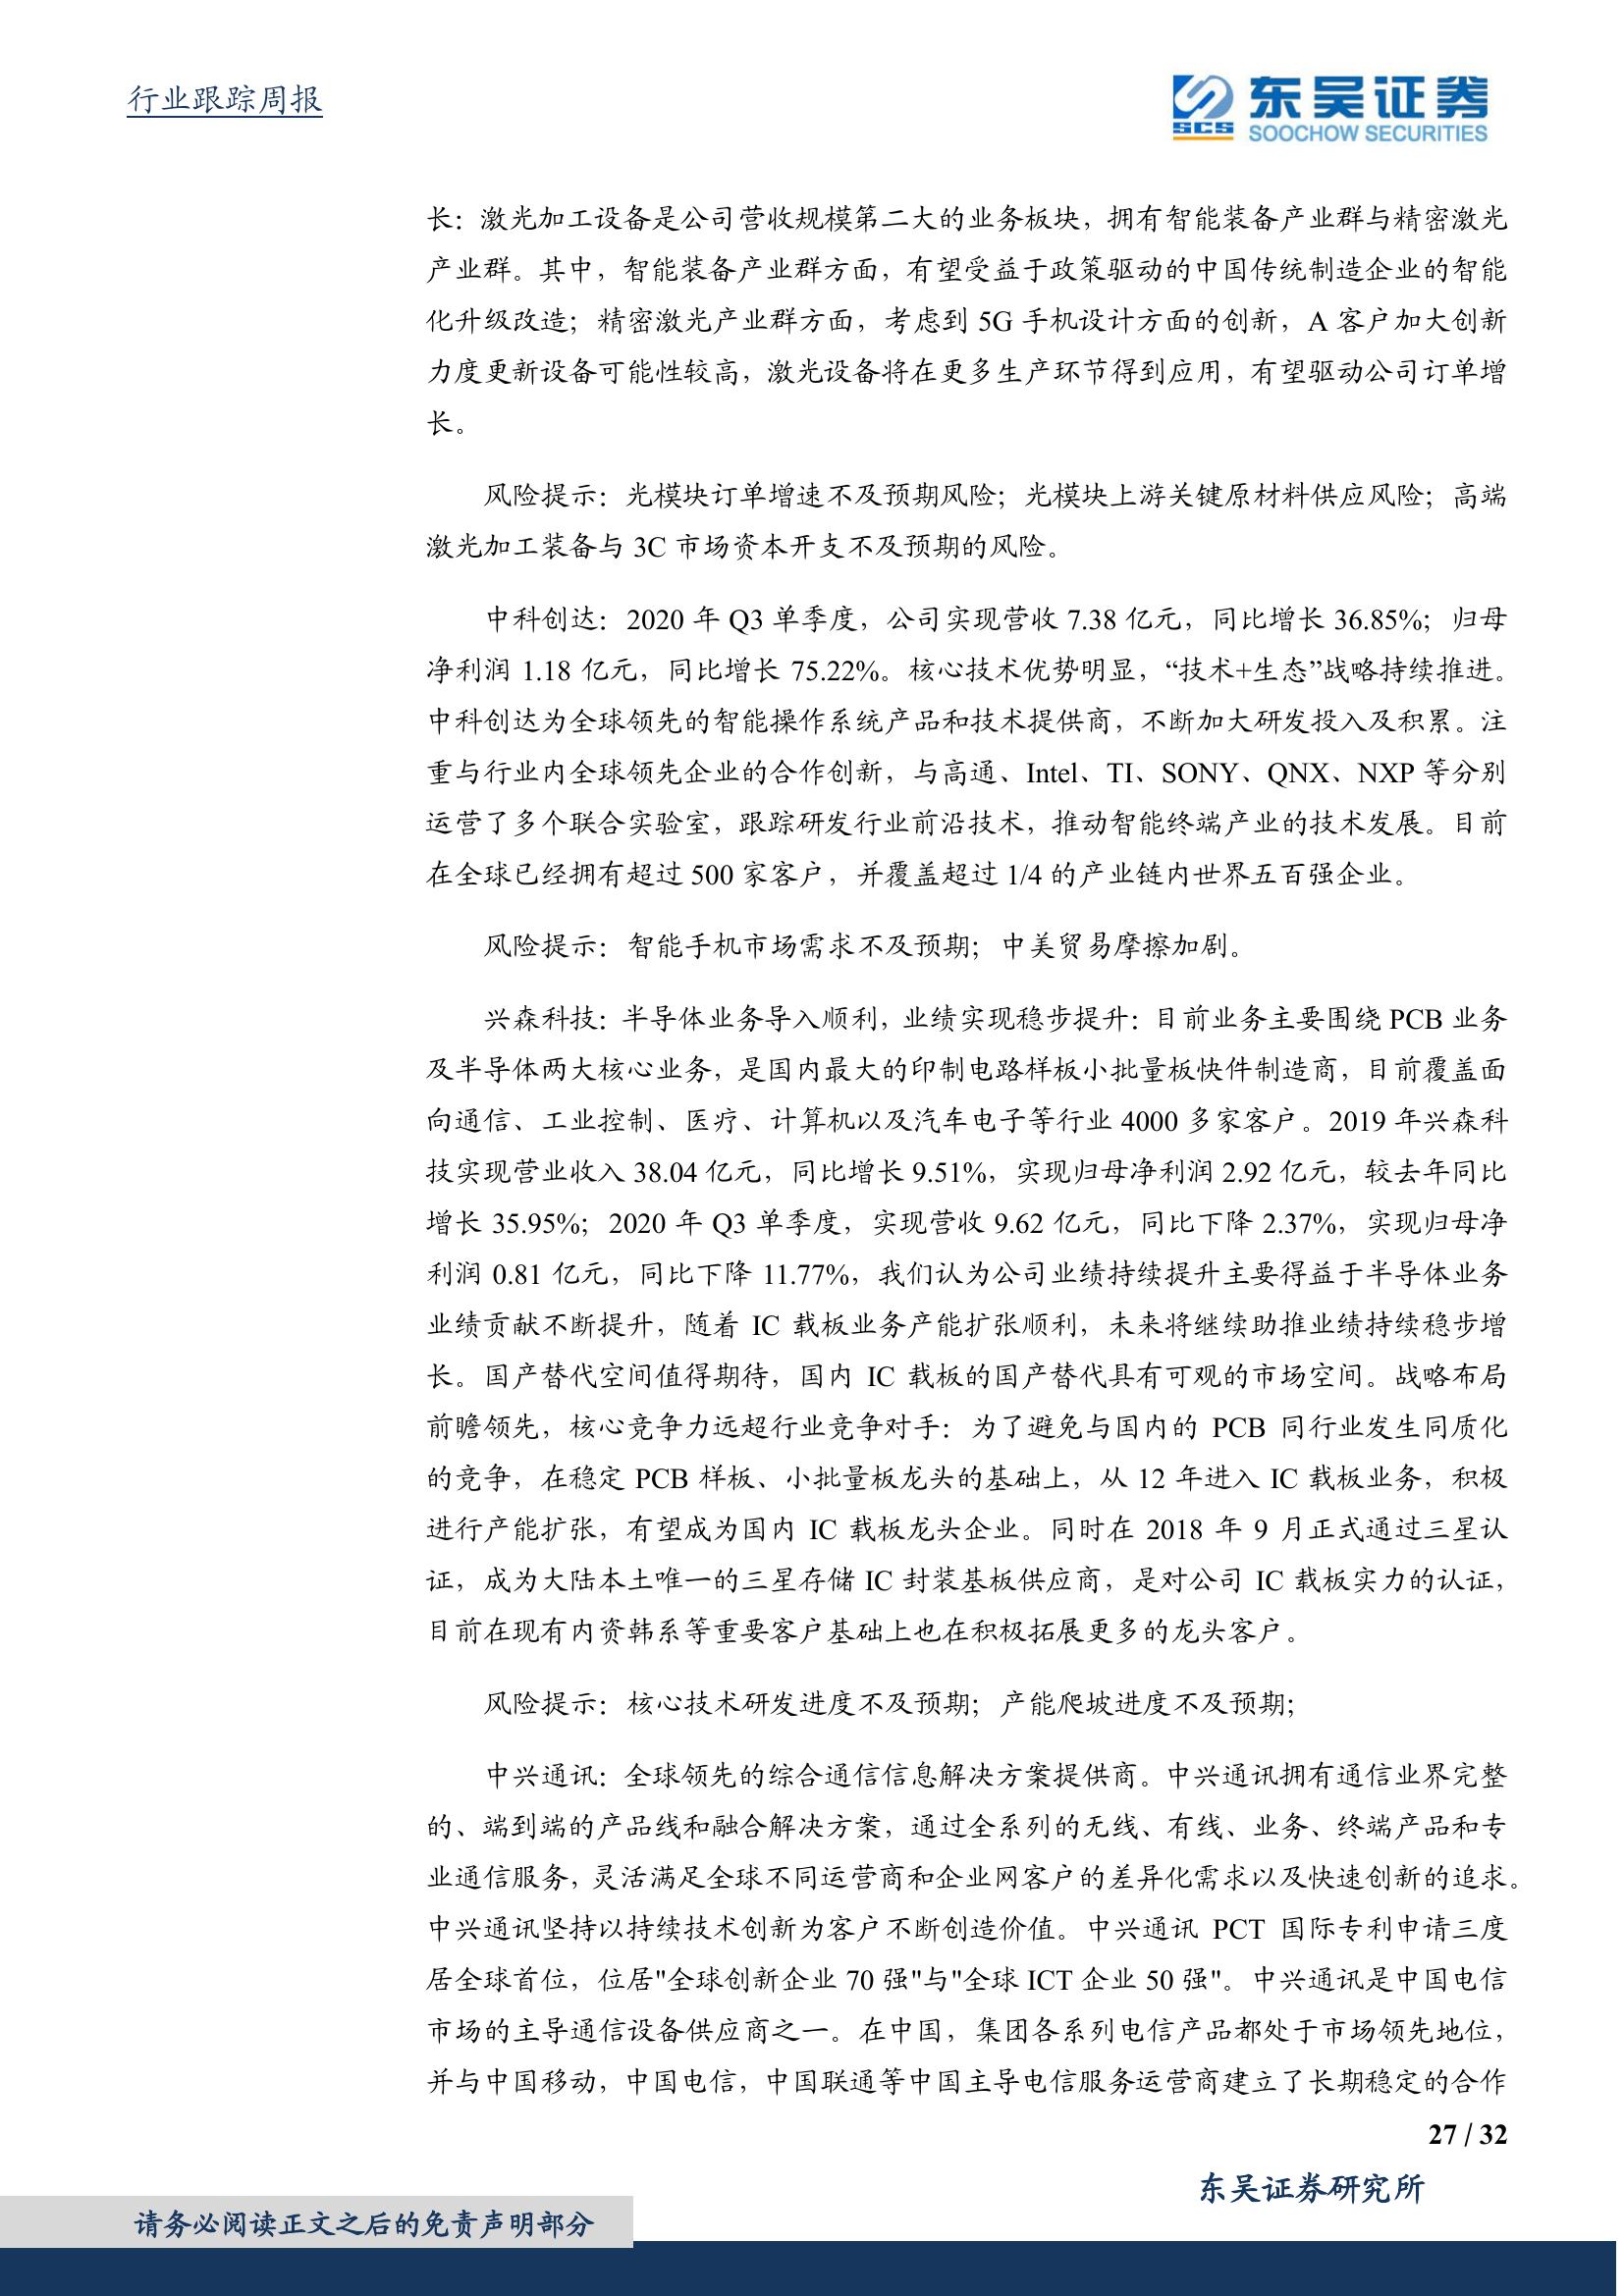 行业跟踪周报
SCS
东吴证券
SOOCHOW SECURITIES
长：激光加工设备是公司营收规模第二大的业务板块，拥有智能装备产业群与精密激光
产业群。其中，智能装备产业群方面，有望受益于政策驱动的中国传统制造企业的智能
化升级改造；精密激光产业群方面，考虑到 5G 手机设计方面的创新，A 客户加大创新
力度更新设备可能性较高，激光设备将在更多生产环节得到应用，有望驱动公司订单增
长。
风险提示：光模块订单增速不及预期风险；光模块上游关键原材料供应风险；高端
激光加工装备与 3C 市场资本开支不及预期的风险。
中科创达：2020 年 Q3 单季度，公司实现营收 7.38 亿元，同比增长 36.85%；归母
净利润 1.18 亿元，同比增长 75.22%。核心技术优势明显，“技术+生态”战略持续推进。
中科创达为全球领先的智能操作系统产品和技术提供商，不断加大研发投入及积累。注
重与行业内全球领先企业的合作创新，与高通、Intel、TI、SONY、QNX、NXP 等分别
运营了多个联合实验室，跟踪研发行业前沿技术，推动智能终端产业的技术发展。目前
在全球已经拥有超过 500 家客户，并覆盖超过 1/4 的产业链内世界五百强企业。
风险提示：智能手机市场需求不及预期；中美贸易摩擦加剧。
兴森科技：半导体业务导入顺利，业绩实现稳步提升：目前业务主要围绕 PCB 业务
及半导体两大核心业务，是国内最大的印制电路样板小批量板快件制造商，目前覆盖面
向通信、工业控制、医疗、计算机以及汽车电子等行业 4000 多家客户。2019 年兴森科
技实现营业收入 38.04 亿元，同比增长 9.51%，实现归母净利润 2.92 亿元，较去年同比
增长 35.95%；2020 年 Q3 单季度，实现营收 9.62 亿元，同比下降 2.37%，实现归母净
利润 0.81 亿元，同比下降 11.77%，我们认为公司业绩持续提升主要得益于半导体业务
业绩贡献不断提升，随着 IC 载板业务产能扩张顺利，未来将继续助推业绩持续稳步增
长。国产替代空间值得期待，国内 IC 载板的国产替代具有可观的市场空间。战略布局
前瞻领先，核心竞争力远超行业竞争对手：为了避免与国内的 PCB 同行业发生同质化
的竞争，在稳定 PCB 样板、小批量板龙头的基础上，从 12 年进入 IC 载板业务，积极
进行产能扩张，有望成为国内 IC 载板龙头企业。同时在 2018 年 9 月正式通过三星认
证，成为大陆本土唯一的三星存储 IC 封装基板供应商，是对公司 IC 载板实力的认证，
目前在现有内资韩系等重要客户基础上也在积极拓展更多的龙头客户。
风险提示：核心技术研发进度不及预期；产能爬坡进度不及预期；
中兴通讯：全球领先的综合通信信息解决方案提供商。中兴通讯拥有通信业界完整
的、端到端的产品线和融合解决方案，通过全系列的无线、有线、业务、终端产品和专
业通信服务，灵活满足全球不同运营商和企业网客户的差异化需求以及快速创新的追求。
中兴通讯坚持以持续技术创新为客户不断创造价值。中兴通讯 PCT 国际专利申请三度
居全球首位，位居"全球创新企业 70 强"与"全球 ICT 企业 50 强"。中兴通讯是中国电信
市场的主导通信设备供应商之一。在中国，集团各系列电信产品都处于市场领先地位，
并与中国移动，中国电信，中国联通等中国主导电信服务运营商建立了长期稳定的合作
27 / 32
东吴证券研究所
请务必阅读正文之后的免责声明部分